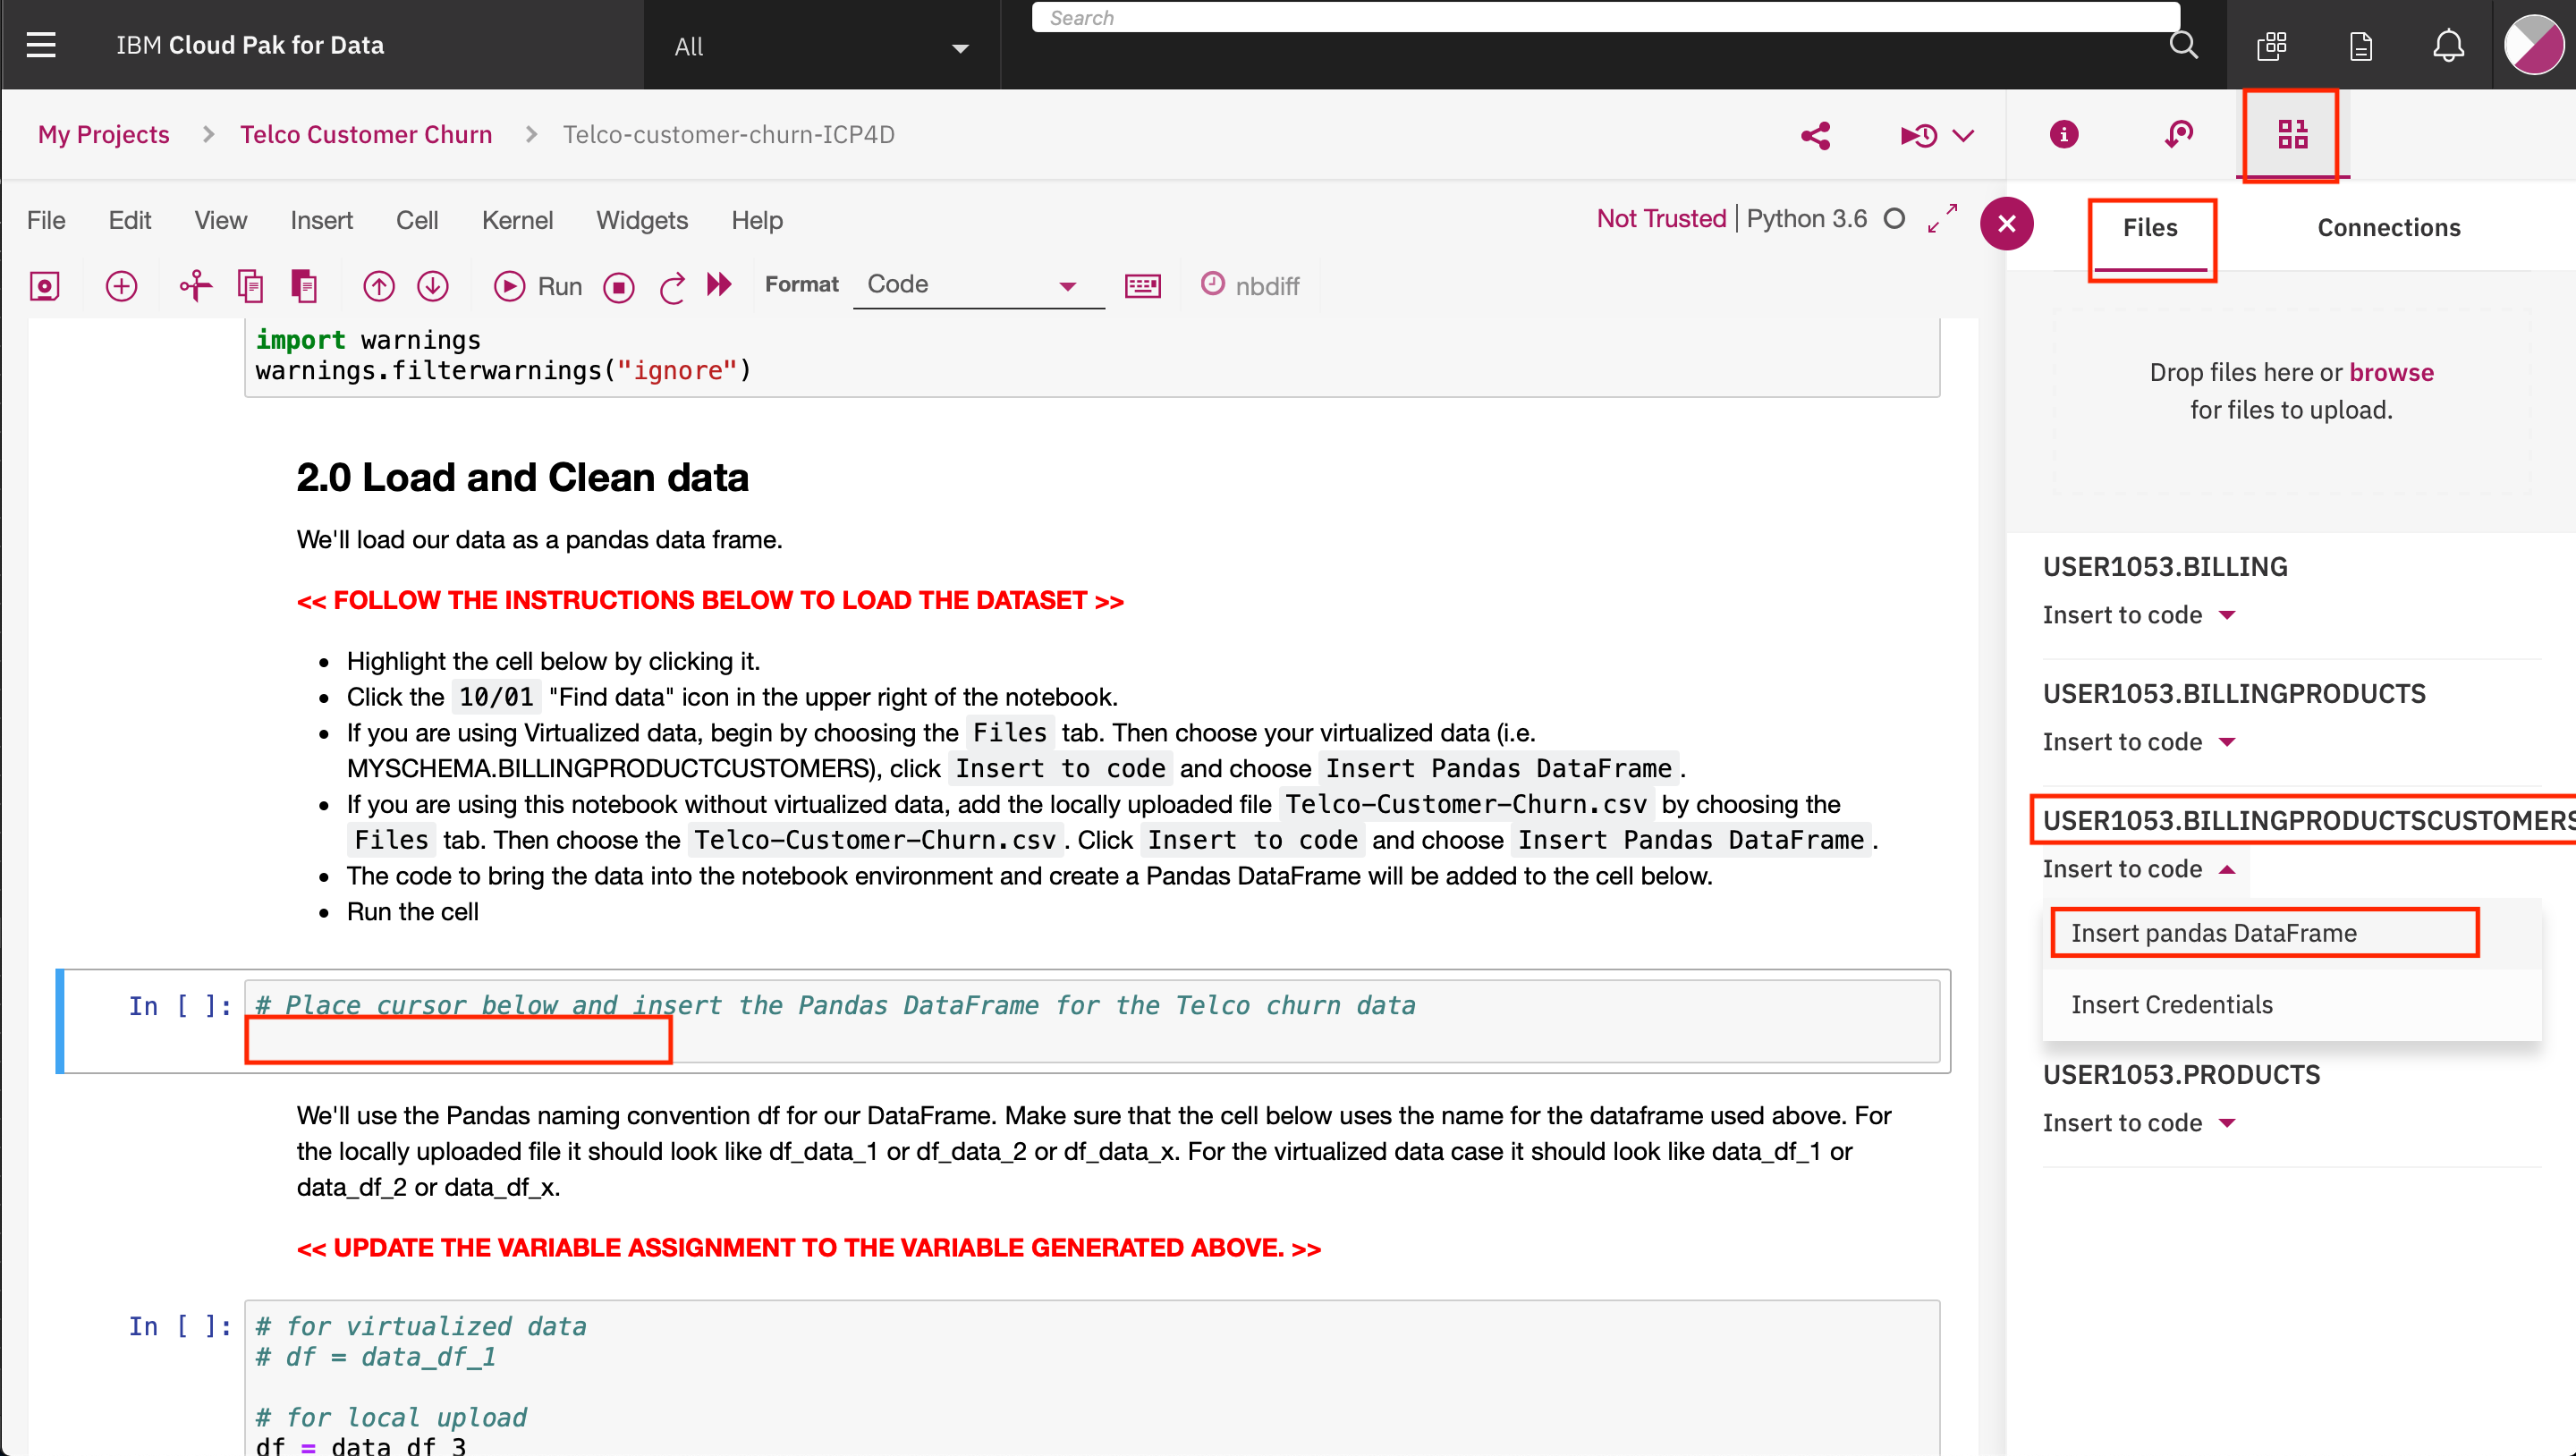 IBM Cloud Pak for Data
All
Search
My Projects > Telco Customer Churn > Telco-customer-churn-ICP4D
File Edit View Insert Cell Kernel Widgets Help
Not Trusted | Python 3.6
Run
Format
Code
nbdiff
import warnings
warnings.filterwarnings("ignore")
2.0 Load and Clean data
We'll load our data as a pandas data frame.
<< FOLLOW THE INSTRUCTIONS BELOW TO LOAD THE DATASET >>
• Highlight the cell below by clicking it.
• Click the 10/01 "Find data" icon in the upper right of the notebook.
• If you are using Virtualized data, begin by choosing the Files tab. Then choose your virtualized data (i.e.
MYSCHEMA.BILLINGPRODUCTCUSTOMERS), click Insert to code and choose Insert Pandas DataFrame.
• If you are using this notebook without virtualized data, add the locally uploaded file Telco-Customer-Churn.csv by choosing the
Files tab. Then choose the Telco-Customer-Churn.csv. Click Insert to code and choose Insert Pandas DataFrame.
• The code to bring the data into the notebook environment and create a Pandas DataFrame will be added to the cell below.
• Run the cell
In [ ]: # Place cursor below and insert the Pandas DataFrame for the Telco churn data
We'll use the Pandas naming convention df for our DataFrame. Make sure that the cell below uses the name for the dataframe used above. For
the locally uploaded file it should look like df_data_1 or df_data_2 or df_data_x. For the virtualized data case it should look like data_df_1 or
data_df_2 or data_df_x.
<< UPDATE THE VARIABLE ASSIGNMENT TO THE VARIABLE GENERATED ABOVE. >>
In [ ]: # for virtualized data
# df = data_df_1
# for local upload
df = data_df_3
Files
Connections
Drop files here or browse
for files to upload.
USER1053.BILLING
Insert to code
USER1053.BILLINGPRODUCTS
Insert to code
USER1053.BILLINGPRODUCTSCUSTOMERS
Insert to code
Insert pandas DataFrame
Insert Credentials
USER1053.PRODUCTS
Insert to code